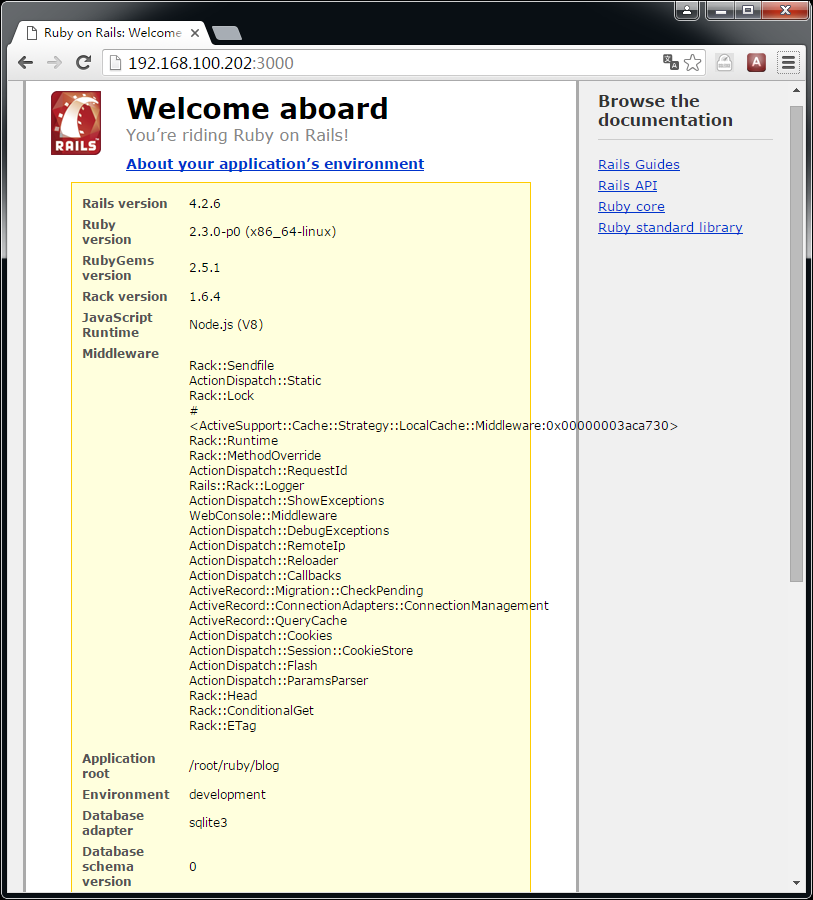 Ruby on Rails: Welcome
192.168.100.202:3000
RAILS
Welcome aboard
You’re riding Ruby on Rails!
About your application’s environment
Rails version 4.2.6
Ruby
version
2.3.0-p0 (x86_64-linux)
RubyGems
version
2.5.1
Rack version 1.6.4
JavaScript
Runtime
Node.js (V8)
Middleware
Rack::Sendfile
ActionDispatch::Static
Rack::Lock
#
<ActiveSupport::Cache::Strategy::LocalCache::Middleware:0x00000003aca730>
Rack::Runtime
Rack::MethodOverride
ActionDispatch::RequestId
Rails::Rack::Logger
ActionDispatch::ShowExceptions
WebConsole::Middleware
ActionDispatch::DebugExceptions
ActionDispatch::RemoteIp
ActionDispatch::Reloader
ActionDispatch::Callbacks
ActiveRecord::Migration::CheckPending
ActiveRecord::ConnectionAdapters::ConnectionManagement
ActiveRecord::QueryCache
ActionDispatch::Cookies
ActionDispatch::Session::CookieStore
ActionDispatch::Flash
ActionDispatch::ParamsParser
Rack::Head
Rack::ConditionalGet
Rack::ETag
Application
root
/root/ruby/blog
Environment development
Database
adapter
sqlite3
Database
schema
version
0
Browse the
documentation
Rails Guides
Rails API
Ruby core
Ruby standard library